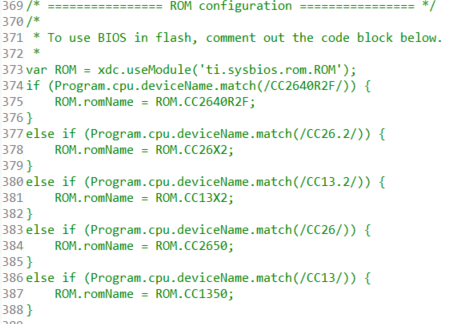 369 /* ================ ROM configuration ================ */
370 /*
371  * To use BIOS in flash, comment out the code block below.
372  *
373 var ROM = xdc.useModule('ti.sysbios.rom.ROM');
374 if (Program.cpu.deviceName.match(/CC2640R2F/)) {
375     ROM.romName = ROM.CC2640R2F;
376 }
377 else if (Program.cpu.deviceName.match(/CC26.2/)) {
378     ROM.romName = ROM.CC26X2;
379 }
380 else if (Program.cpu.deviceName.match(/CC13.2/)) {
381     ROM.romName = ROM.CC13X2;
382 }
383 else if (Program.cpu.deviceName.match(/CC26/)) {
384     ROM.romName = ROM.CC2650;
385 }
386 else if (Program.cpu.deviceName.match(/CC13/)) {
387     ROM.romName = ROM.CC1350;
388 }